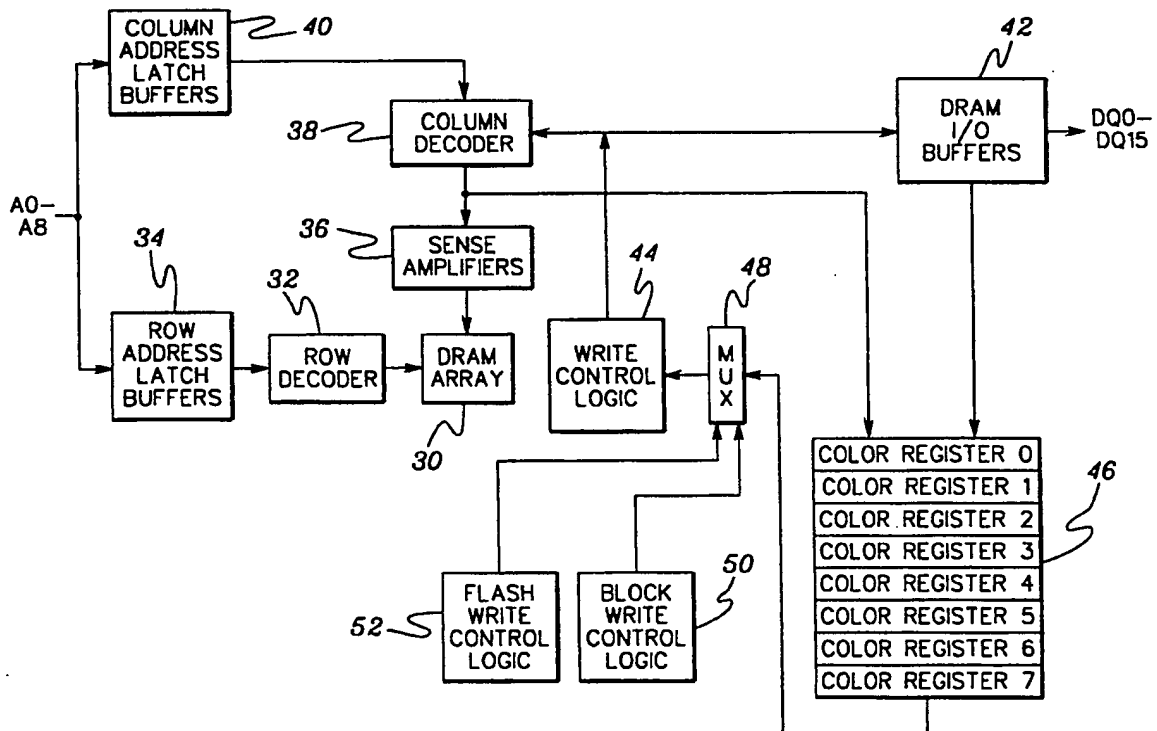 COLUMN
ADDRESS
LATCH
BUFFERS
40
42
DRAM
I/O
BUFFERS
DQ0–
DQ15
38
COLUMN
DECODER
A0–
A8
36
SENSE
AMPLIFIERS
34
ROW
ADDRESS
LATCH
BUFFERS
32
ROW
DECODER
DRAM
ARRAY
30
44
WRITE
CONTROL
LOGIC
48
MUX
COLOR REGISTER 0
COLOR REGISTER 1
COLOR REGISTER 2
COLOR REGISTER 3
COLOR REGISTER 4
COLOR REGISTER 5
COLOR REGISTER 6
COLOR REGISTER 7
46
52
FLASH
WRITE
CONTROL
LOGIC
BLOCK
WRITE
CONTROL
LOGIC
50